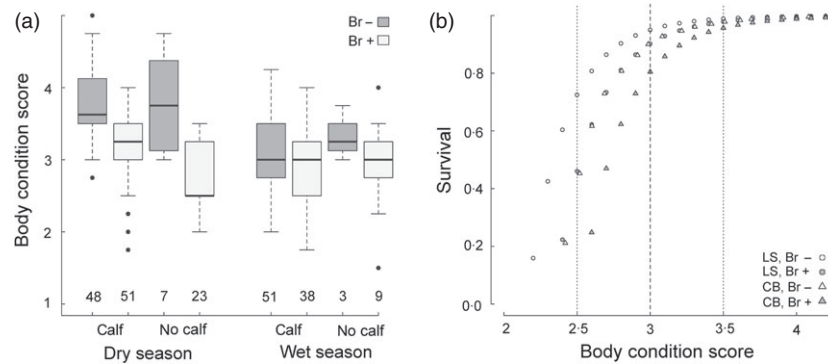 (a)
Br −
Br +
Body condition score
4
3
2
1
48 51 7 23 51 38 3 9
Calf No calf Calf No calf
Dry season Wet season
(b)
Survival
0·8
0·6
0·4
0·2
0·0
LS, Br −
LS, Br +
CB, Br −
CB, Br +
2 2·5 3 3·5 4
Body condition score